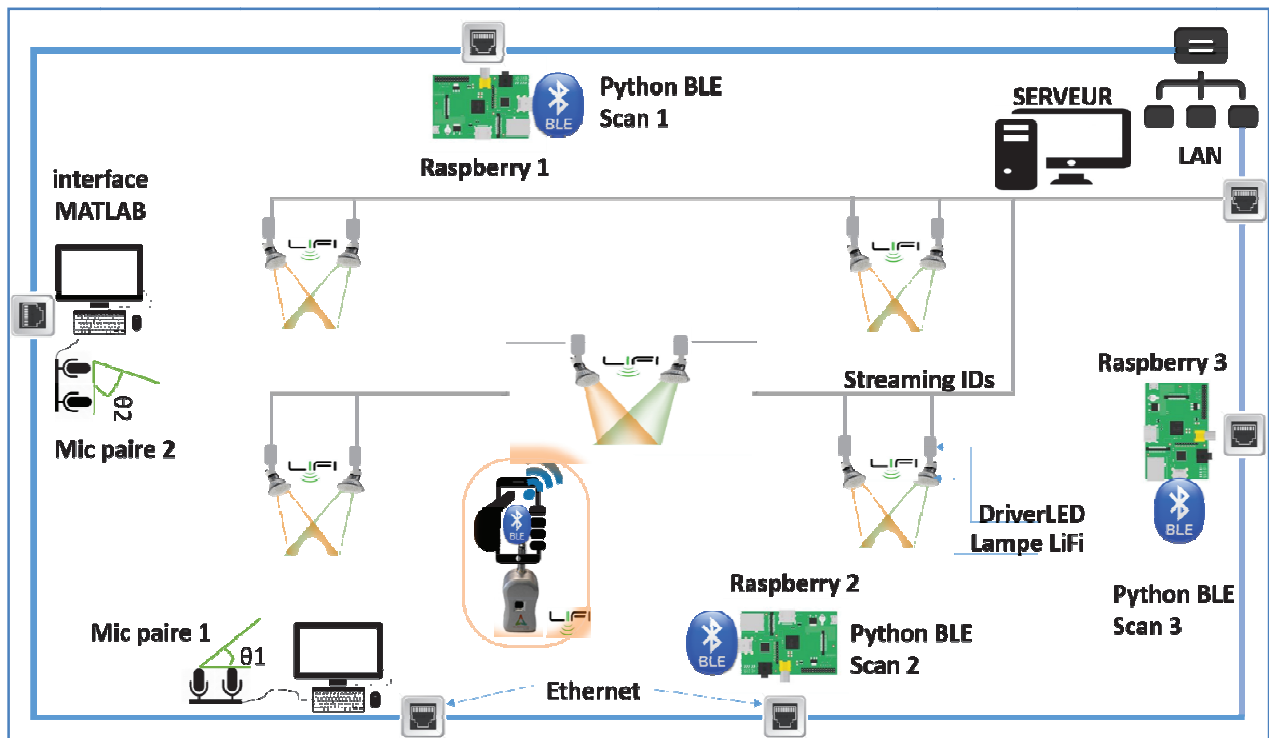 Python BLE
Scan 1
BLE
Raspberry 1
SERVEUR
LAN
interface
MATLAB
LiFi
LiFi
LiFi
Streaming IDs
Raspberry 3
θ2
Mic paire 2
LiFi
LiFi
BLE
DriverLED
Lampe LiFi
Raspberry 2
Python BLE
Scan 3
LiFi
Mic paire 1
θ1
BLE
Python BLE
Scan 2
Ethernet